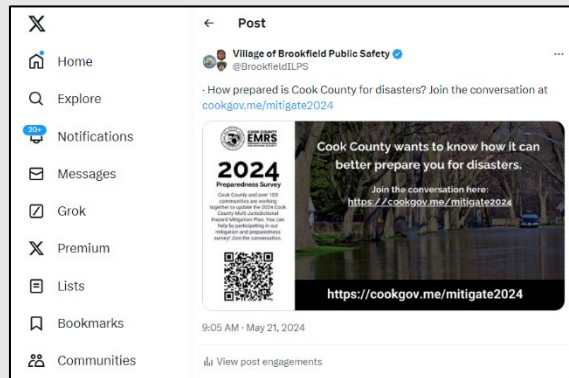 Home
Explore
20+
Notifications
Messages
Grok
Premium
Lists
Bookmarks
Communities
Post
Village of Brookfield Public Safety
@BrookfieldILPS
· How prepared is Cook County for disasters? Join the conversation at
cookgov.me/mitigate2024
COOK COUNTY
EMRS
2024
Preparedness Survey
Cook County and over 100
communities are working
together to update the 2024 Cook
County Multi-Jurisdictional
Hazard Mitigation Plan. You can
help by participating in our
mitigation and preparedness
survey! Join the conversation.
Cook County wants to know how it can
better prepare you for disasters.
Join the conversation here:
https://cookgov.me/mitigate2024
https://cookgov.me/mitigate2024
9:05 AM · May 21, 2024
View post engagements